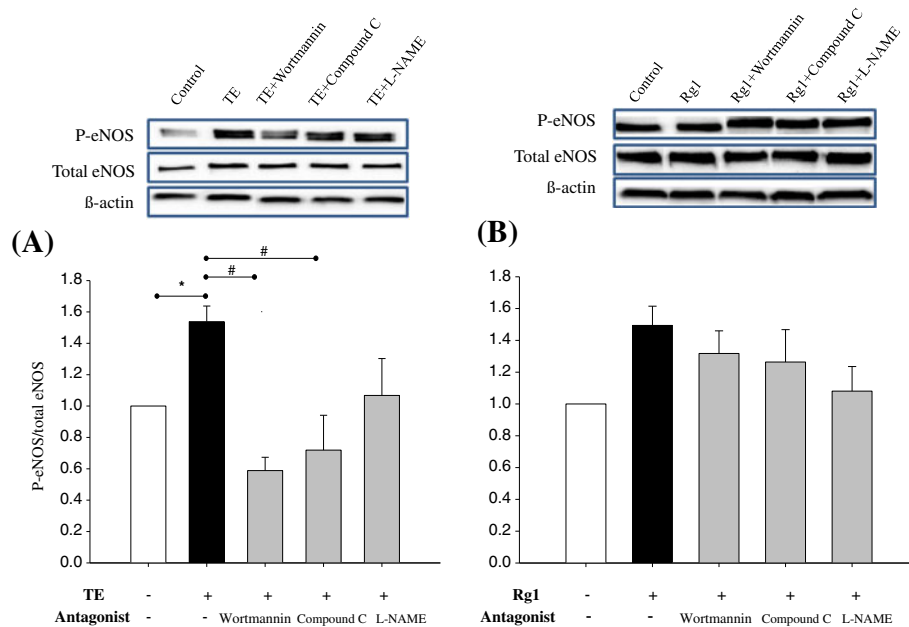 Control
TE
TE+Wortmannin
TE+Compound C
TE+L-NAME
P-eNOS
Total eNOS
ß-actin
Control
Rg1
Rg1+Wortmannin
Rg1+Compound C
Rg1+L-NAME
P-eNOS
Total eNOS
ß-actin
(A)
#
#
*
1.8
1.6
1.4
1.2
1.0
0.8
0.6
0.4
0.2
0.0
P-eNOS/total eNOS
TE - + + + +
Antagonist - - Wortmannin Compound C L-NAME
(B)
1.8
1.6
1.4
1.2
1.0
0.8
0.6
0.4
0.2
0.0
Rg1 - + + + +
Antagonist - - Wortmannin Compound C L-NAME